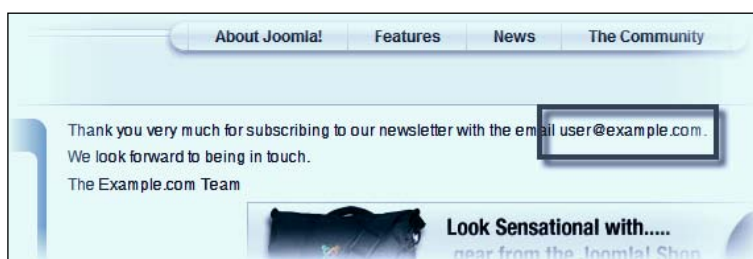 About Joomla! Features News The Community
Thank you very much for subscribing to our newsletter with the email user@example.com.
We look forward to being in touch.
The Example.com Team
Look Sensational with.....
gear from the Joomla! Shop